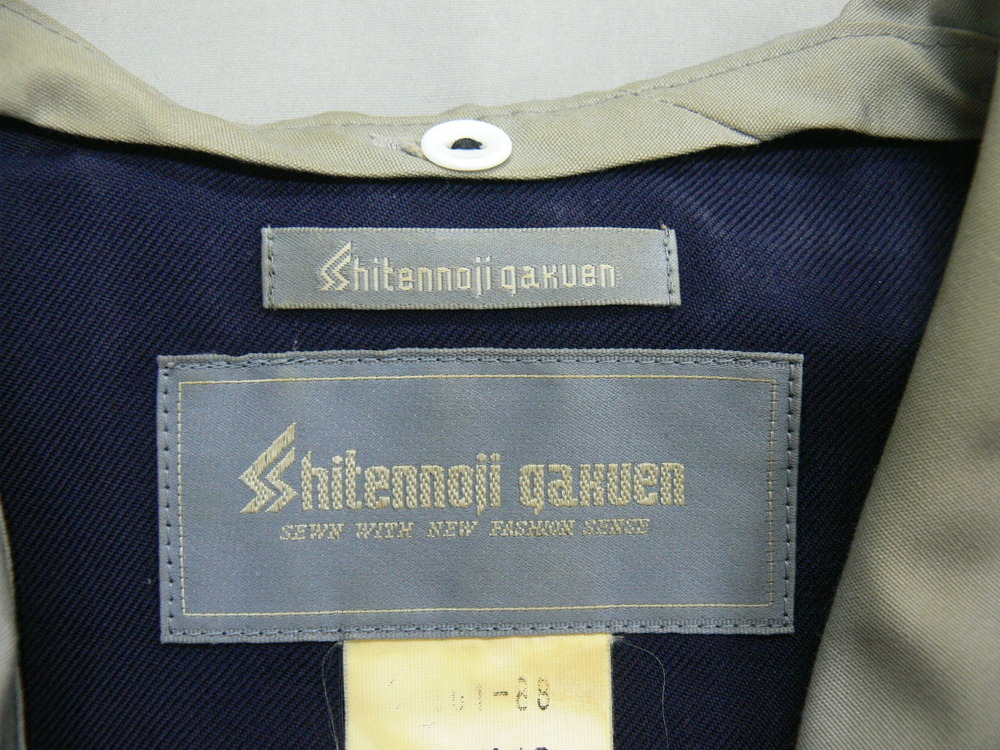 Shitennoji gakuen
Shitennoji gakuen
SEWN WITH NEW FASHION SENSE